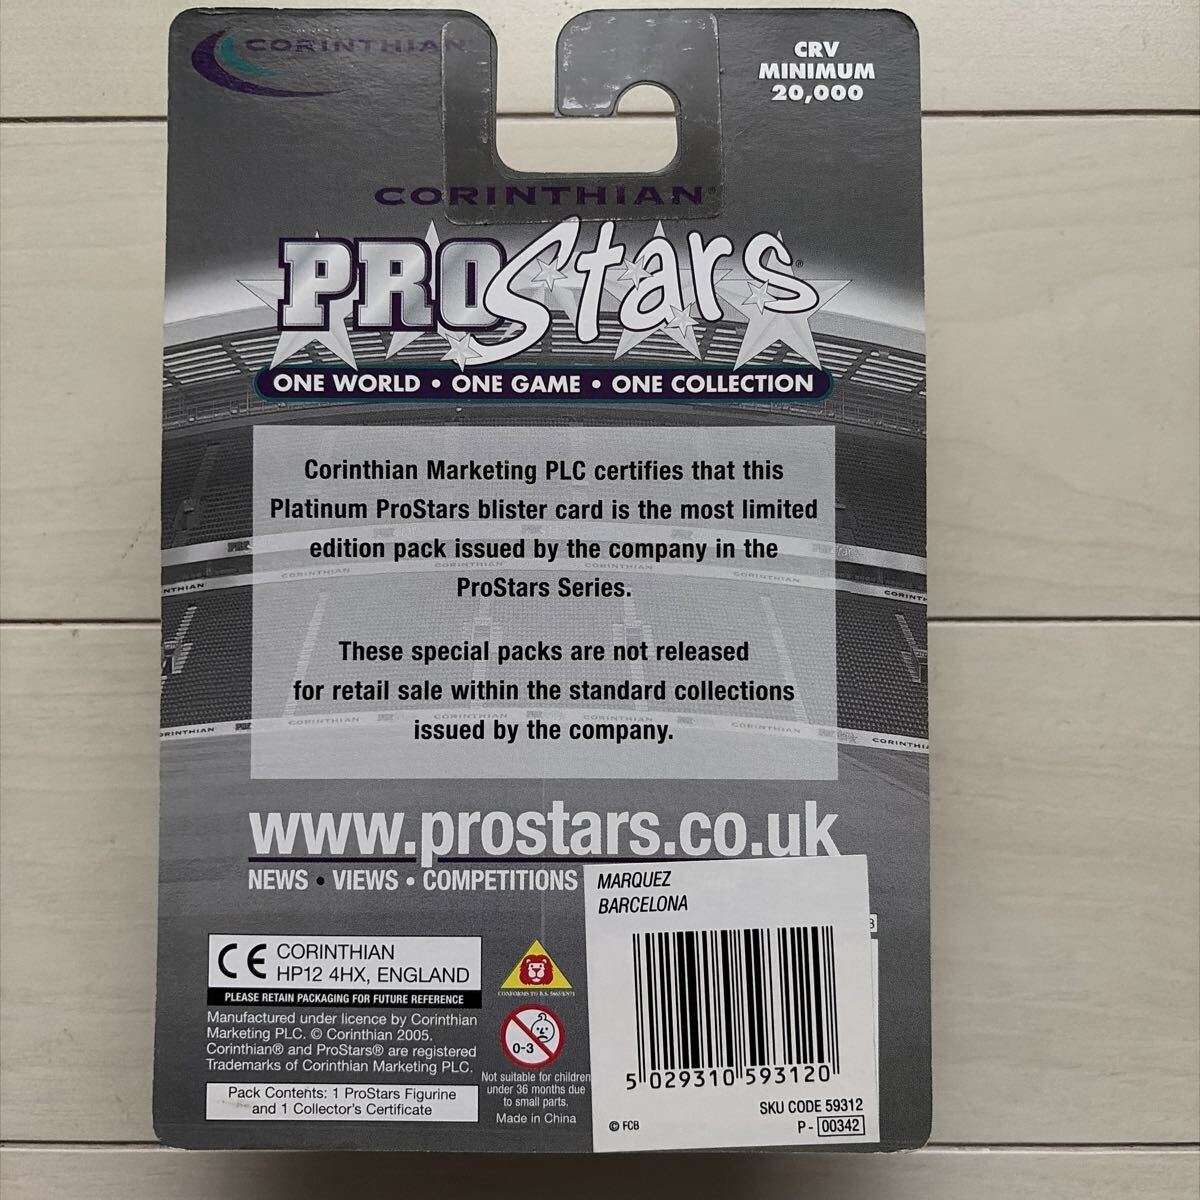 CORINTHIAN
CRV
MINIMUM
20,000
CORINTHIAN®
PROStars®
ONE WORLD • ONE GAME • ONE COLLECTION
Corinthian Marketing PLC certifies that this
Platinum ProStars blister card is the most limited
edition pack issued by the company in the
ProStars Series.
These special packs are not released
for retail sale within the standard collections
issued by the company.
www.prostars.co.uk
NEWS • VIEWS • COMPETITIONS
MARQUEZ
BARCELONA
CE CORINTHIAN
HP12 4HX, ENGLAND
PLEASE RETAIN PACKAGING FOR FUTURE REFERENCE
Manufactured under licence by Corinthian
Marketing PLC. © Corinthian 2005.
Corinthian® and ProStars® are registered
Trademarks of Corinthian Marketing PLC.
Pack Contents: 1 ProStars Figurine
and 1 Collector's Certificate
CONFORMS TO B.S. 5665/EN71
0-3
Not suitable for children
under 36 months due
to small parts.
Made in China
5 029310 593120
SKU CODE 59312
© FCB
P- 00342